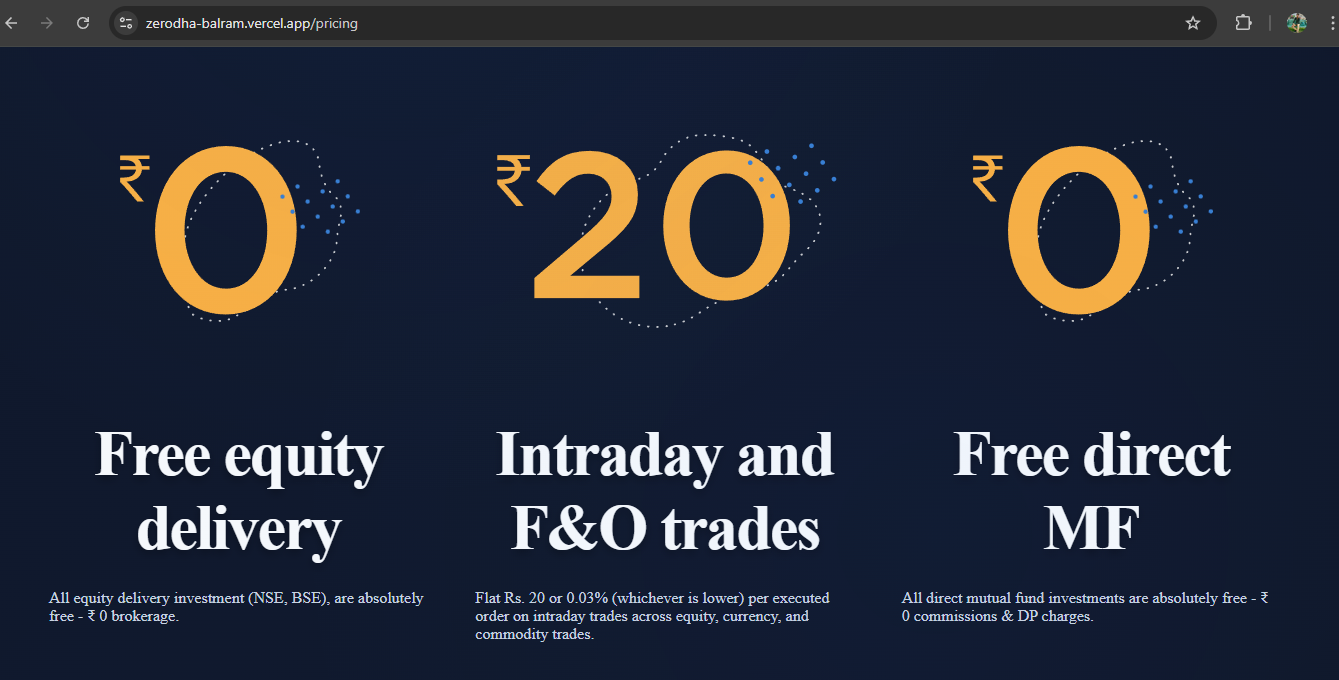 zerodha-balram.vercel.app/pricing
₹0
₹20
₹0
Free equity
delivery
All equity delivery investment (NSE, BSE), are absolutely
free - ₹ 0 brokerage.
Intraday and
F&O trades
Flat Rs. 20 or 0.03% (whichever is lower) per executed
order on intraday trades across equity, currency, and
commodity trades.
Free direct
MF
All direct mutual fund investments are absolutely free - ₹
0 commissions & DP charges.